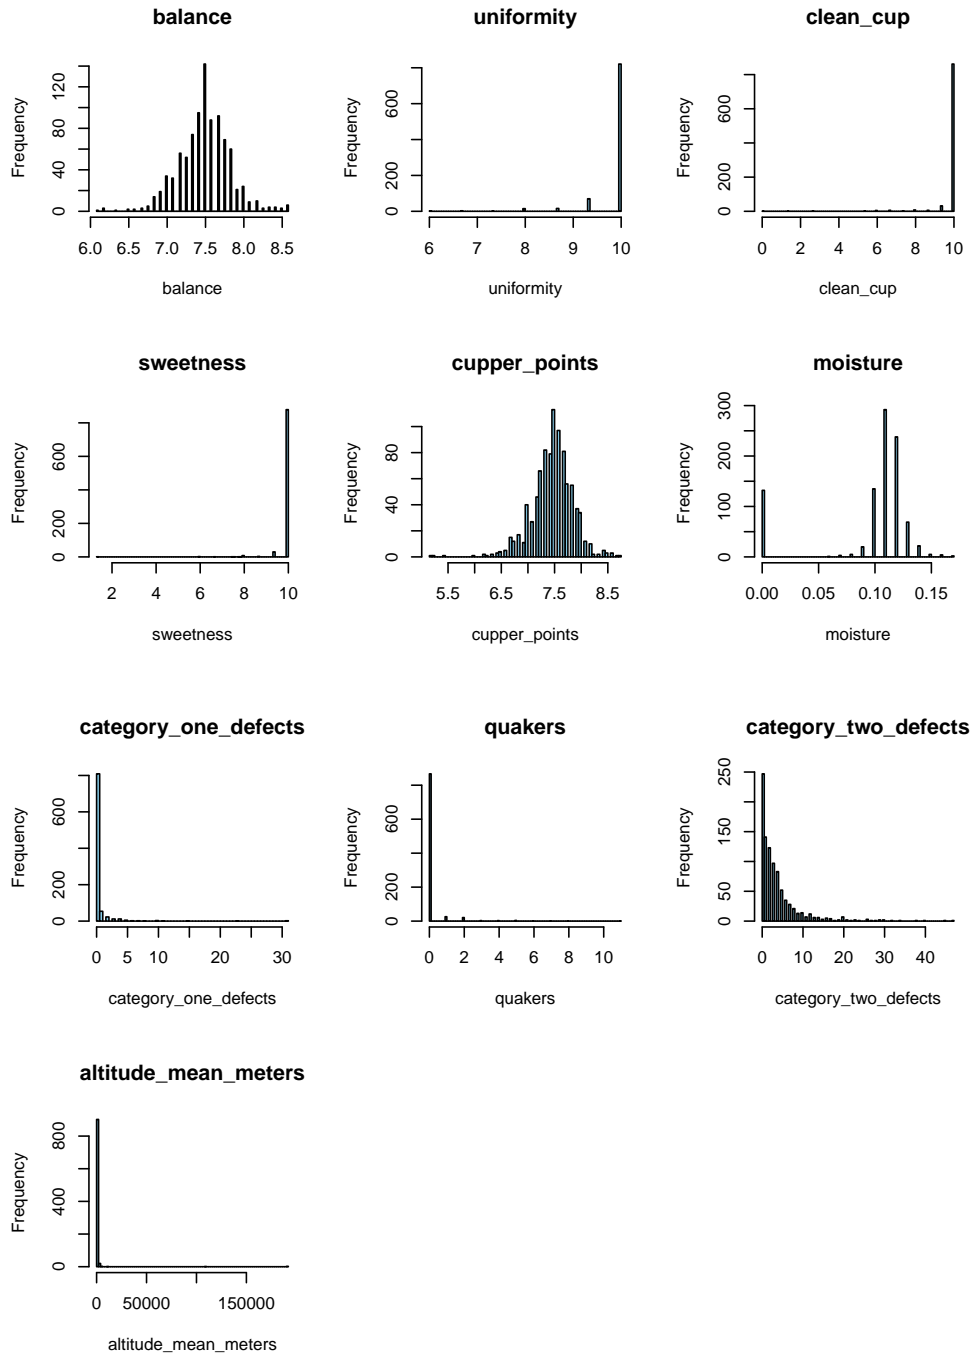 balance
uniformity
clean_cup
Frequency
0 40 80 120
6.0 6.5 7.0 7.5 8.0 8.5
balance
Frequency
0 200 600
6 7 8 9 10
uniformity
Frequency
0 200 600
0 2 4 6 8 10
clean_cup
sweetness
cupper_points
moisture
Frequency
0 200 600
2 4 6 8 10
sweetness
Frequency
0 40 80
5.5 6.5 7.5 8.5
cupper_points
Frequency
0 100 200 300
0.00 0.05 0.10 0.15
moisture
category_one_defects
quakers
category_two_defects
Frequency
0 200 600
0 5 10 20 30
category_one_defects
Frequency
0 200 600
0 2 4 6 8 10
quakers
Frequency
0 50 150 250
0 10 20 30 40
category_two_defects
altitude_mean_meters
Frequency
0 400 800
0 50000 150000
altitude_mean_meters